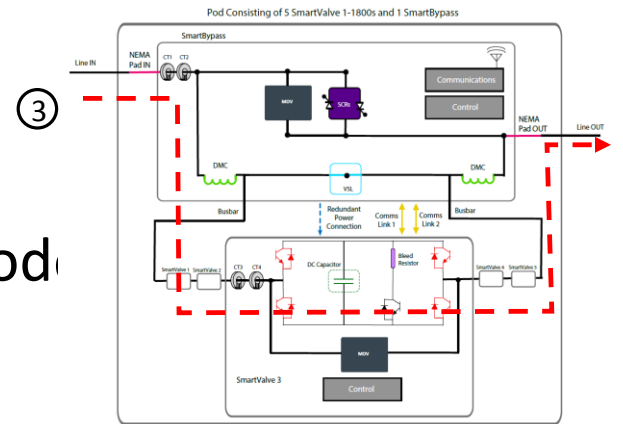 Pod Consisting of 5 SmartValve 1-1800s and 1 SmartBypass
SmartBypass
Line IN
NEMA
Pad IN
CT1 CT2
Communications
Control
MOV
SCRs
③
NEMA
Pad OUT
Line OUT
DMC
VSL
DMC
Busbar
Redundant
Power
Connection
Comms
Link 1
Comms
Link 2
Busbar
SmartValve 1 SmartValve 2
CT3 CT4
DC Capacitor
Bleed
Resistor
SmartValve 4 SmartValve 5
MOV
SmartValve 3
Control